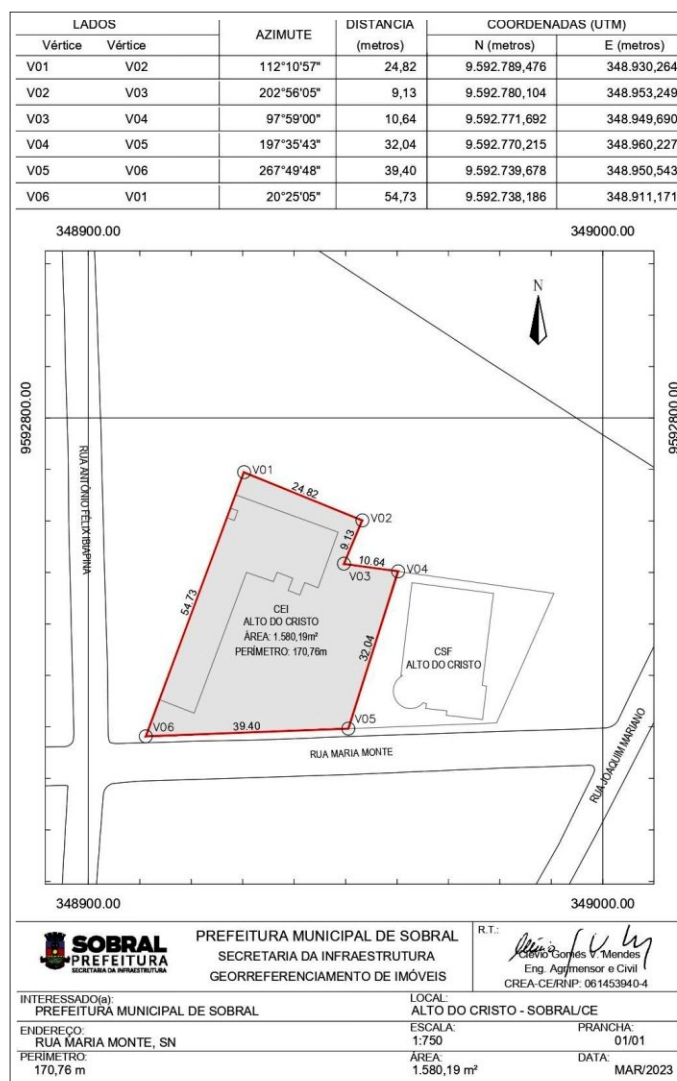 LADOS AZIMUTE DISTANCIA COORDENADAS (UTM)
Vértice Vértice (metros) N (metros) E (metros)
V01 V02 112°10'57" 24,82 9.592.789,476 348.930,264
V02 V03 202°56'05" 9,13 9.592.780,104 348.953,249
V03 V04 97°59'00" 10,64 9.592.771,692 348.949,690
V04 V05 197°35'43" 32,04 9.592.770,215 348.960,227
V05 V06 267°49'48" 39,40 9.592.739,678 348.950,543
V06 V01 20°25'05" 54,73 9.592.738,186 348.911,171
348900.00 349000.00
N
9592800.00 9592800.00
RUA ANTÔNIO FÉLIX IBIAPINA
V01
24.82
V02
9.13
10.64
V03
V04
54.73
CEI
ALTO DO CRISTO
ÁREA: 1.580,19m²
PERÍMETRO: 170,76m
32.04
CSF
ALTO DO CRISTO
V05
V06
39.40
RUA MARIA MONTE
RUA JOAQUIM MARIANO
348900.00 349000.00
SOBRAL
PREFEITURA
SECRETARIA DA INFRAESTRUTURA
PREFEITURA MUNICIPAL DE SOBRAL
SECRETARIA DA INFRAESTRUTURA
GEORREFERENCIAMENTO DE IMÓVEIS
R.T.:
Clévio Gomes V. Mendes
Eng. Agrimensor e Civil
CREA-CE/RNP: 061453940-4
INTERESSADO(a):
PREFEITURA MUNICIPAL DE SOBRAL
LOCAL:
ALTO DO CRISTO - SOBRAL/CE
ENDEREÇO:
RUA MARIA MONTE, SN
ESCALA:
1:750
PRANCHA:
01/01
PERÍMETRO:
170,76 m
ÁREA:
1.580,19 m²
DATA:
MAR/2023